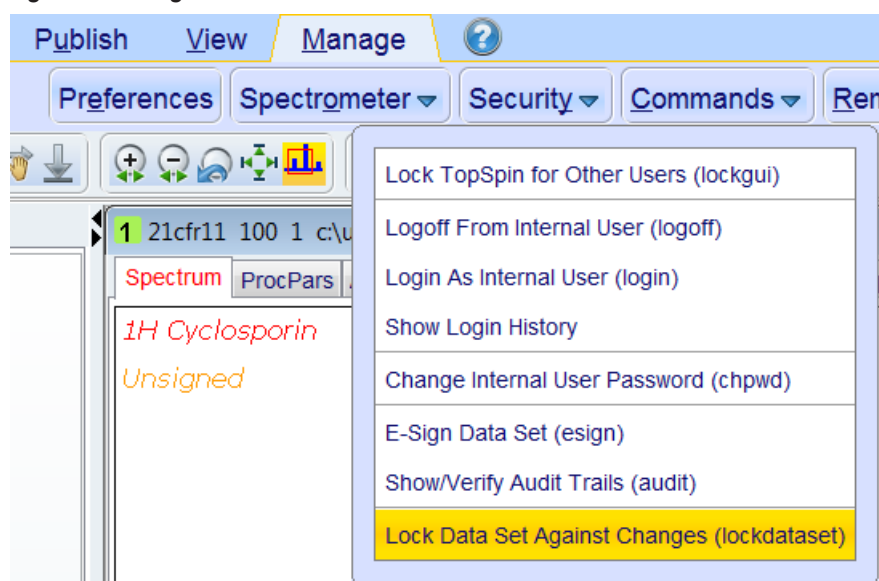 Publish View Manage ?
Preferences Spectrometer Security Commands
1 21cfr11 100 1 c:\u
Spectrum ProcPars
1H Cyclosporin
Unsigned
Lock TopSpin for Other Users (lockgui)
Logoff From Internal User (logoff)
Login As Internal User (login)
Show Login History
Change Internal User Password (chpwd)
E-Sign Data Set (esign)
Show/Verify Audit Trails (audit)
Lock Data Set Against Changes (lockdataset)